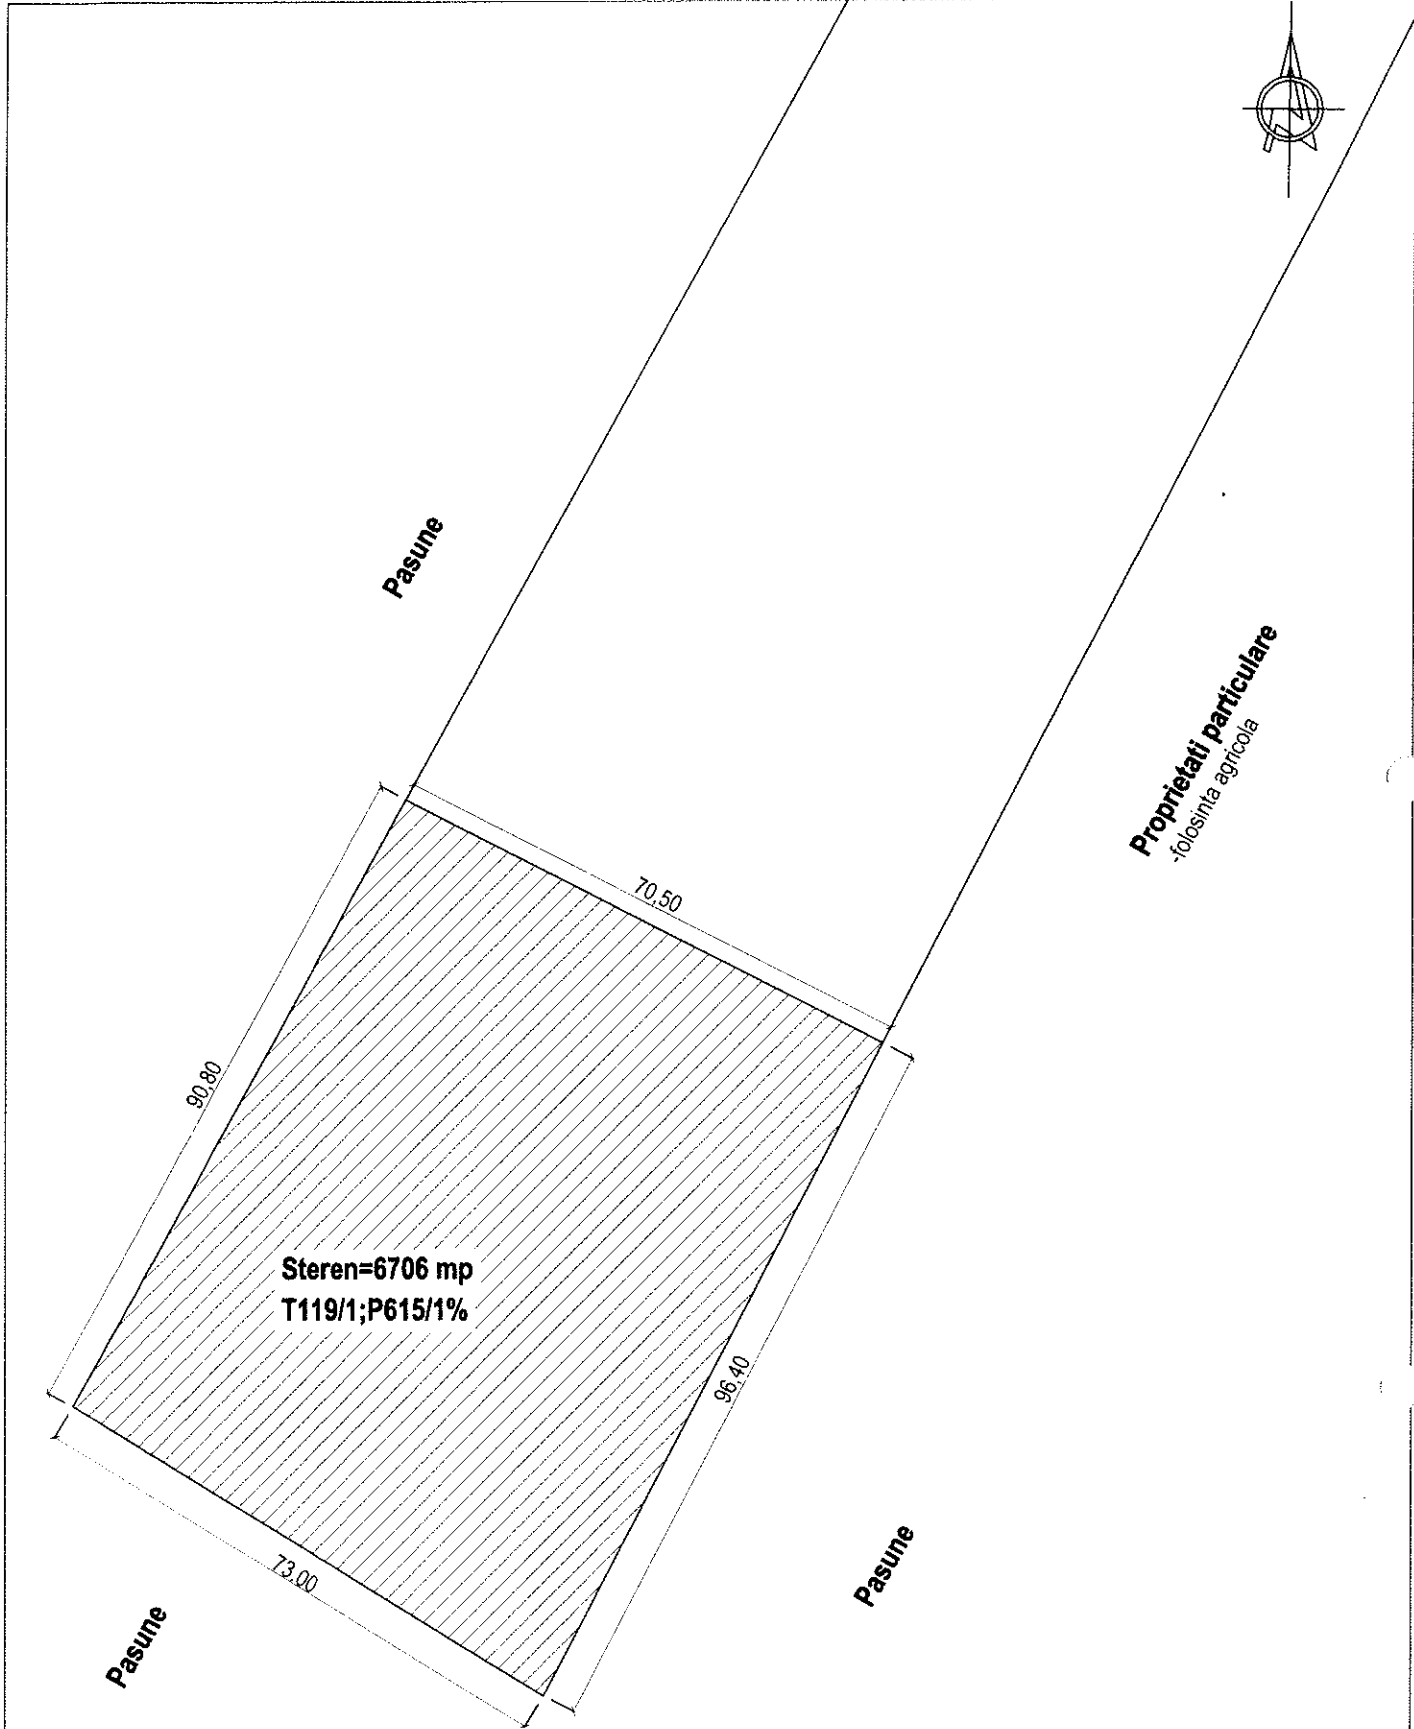 Pasune
Proprietati particulare
-folosinta agricola
70,50
90,80
Steren=6706 mp
T119/1;P615/1%
96,40
73,00
Pasune
Pasune